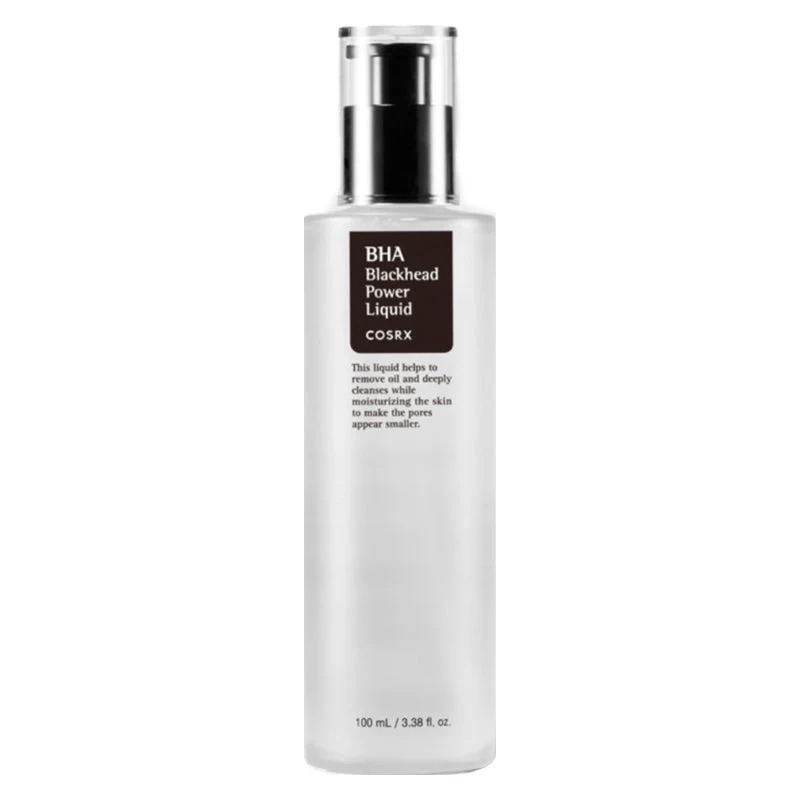 BHA
Blackhead
Power
Liquid
COSRX
This liquid helps to
remove oil and deeply
cleanses while
moisturizing the skin
to make the pores
appear smaller.
100 mL / 3.38 fl. oz.